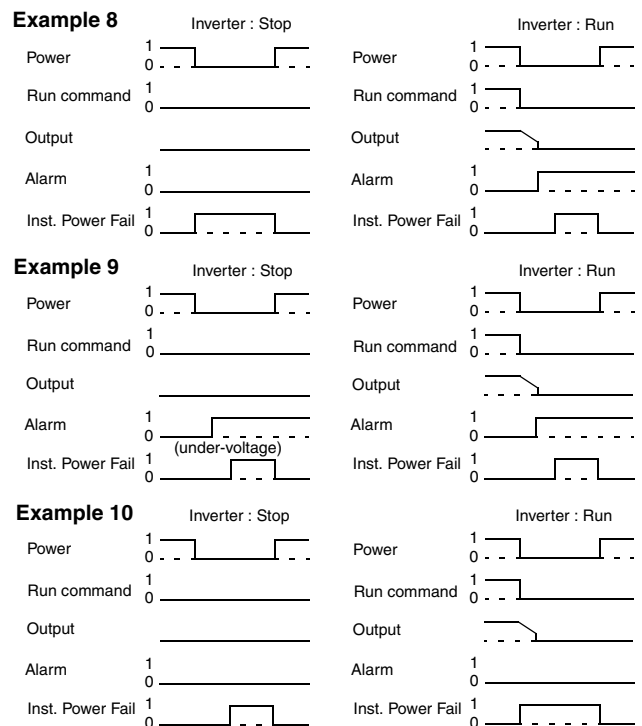 Example 8
Inverter : Stop
Inverter : Run
Power 1 0
Power 1 0
Run command 1 0
Run command 1 0
Output
Output
Alarm 1 0
Alarm 1 0
Inst. Power Fail 1 0
Inst. Power Fail 1 0
Example 9
Inverter : Stop
Inverter : Run
Power 1 0
Power 1 0
Run command 1 0
Run command 1 0
Output
Output
Alarm 1 0
Alarm 1 0
(under-voltage)
Inst. Power Fail 1 0
Inst. Power Fail 1 0
Example 10
Inverter : Stop
Inverter : Run
Power 1 0
Power 1 0
Run command 1 0
Run command 1 0
Output
Output
Alarm 1 0
Alarm 1 0
Inst. Power Fail 1 0
Inst. Power Fail 1 0